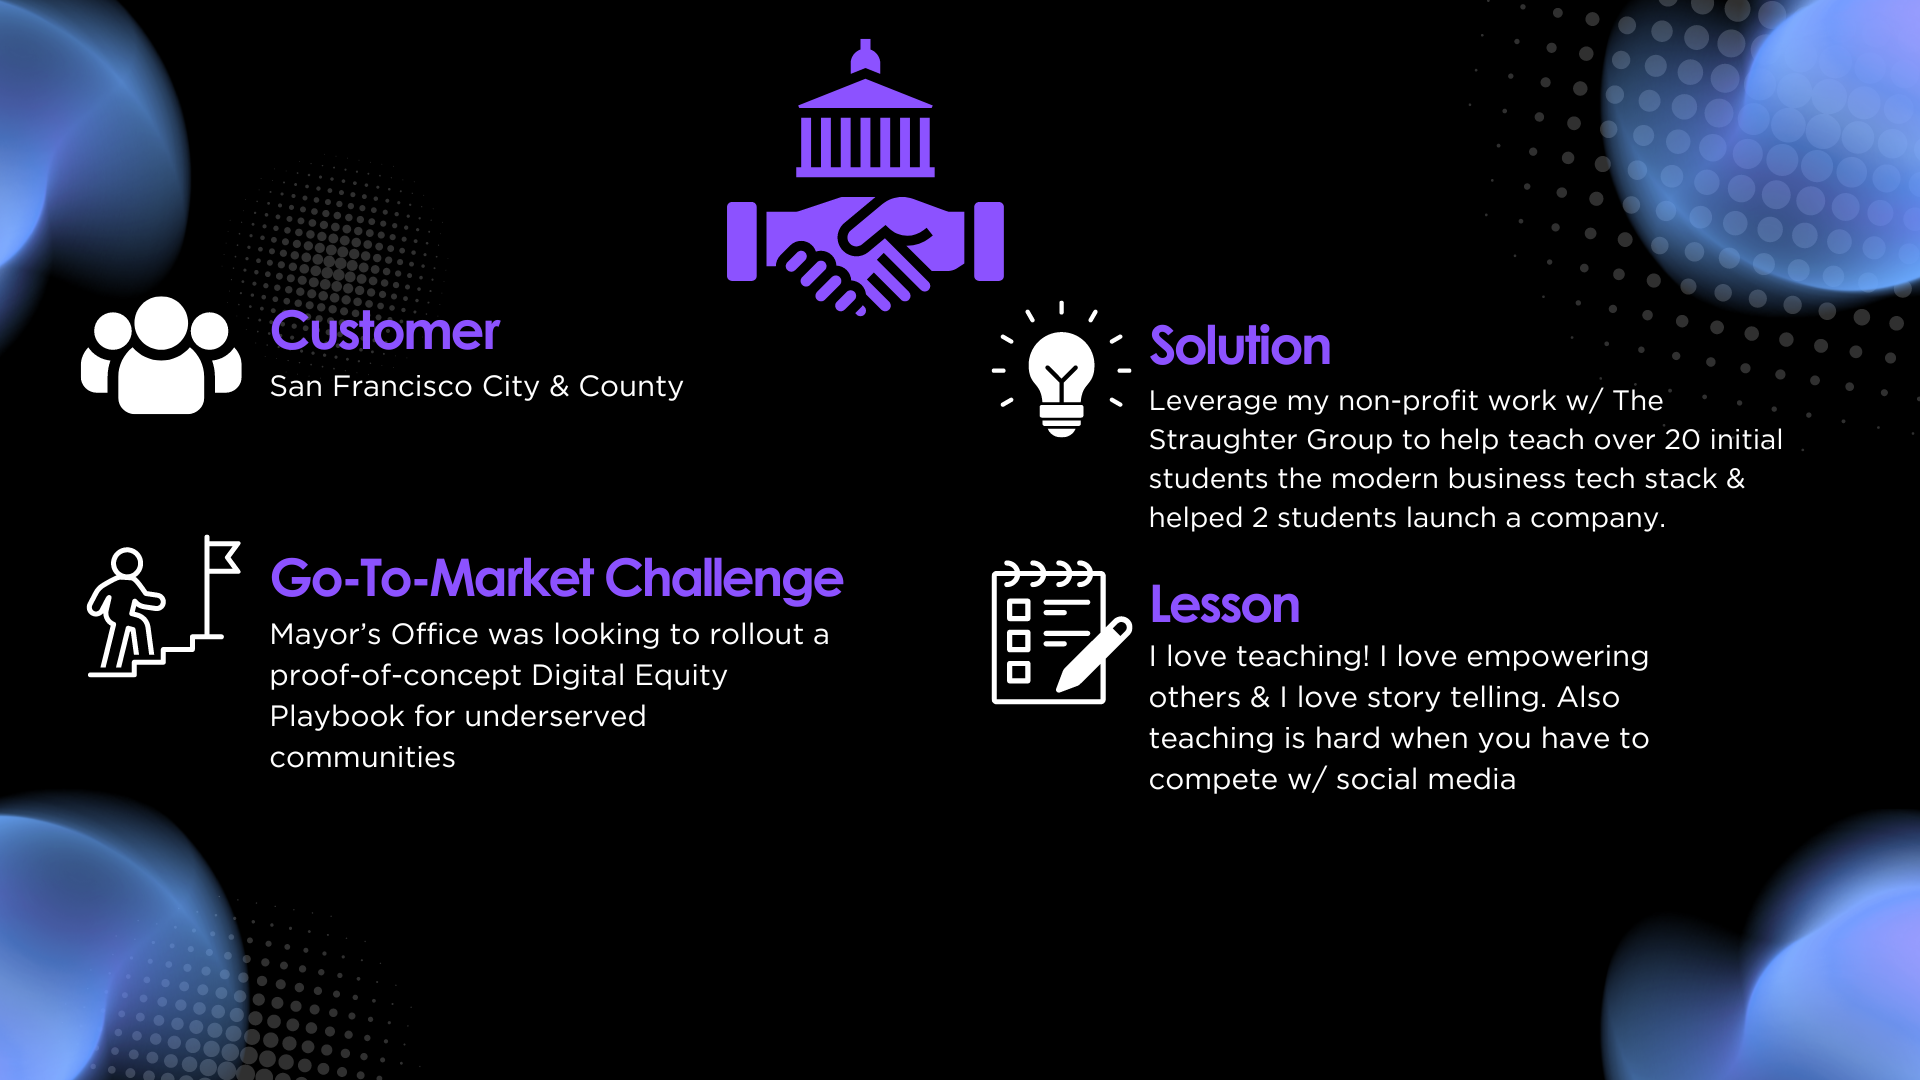 Customer
San Francisco City & County
Go-To-Market Challenge
Mayor’s Office was looking to rollout a
proof-of-concept Digital Equity
Playbook for underserved
communities
Solution
Leverage my non-profit work w/ The
Straughter Group to help teach over 20 initial
students the modern business tech stack &
helped 2 students launch a company.
Lesson
I love teaching! I love empowering
others & I love story telling. Also
teaching is hard when you have to
compete w/ social media